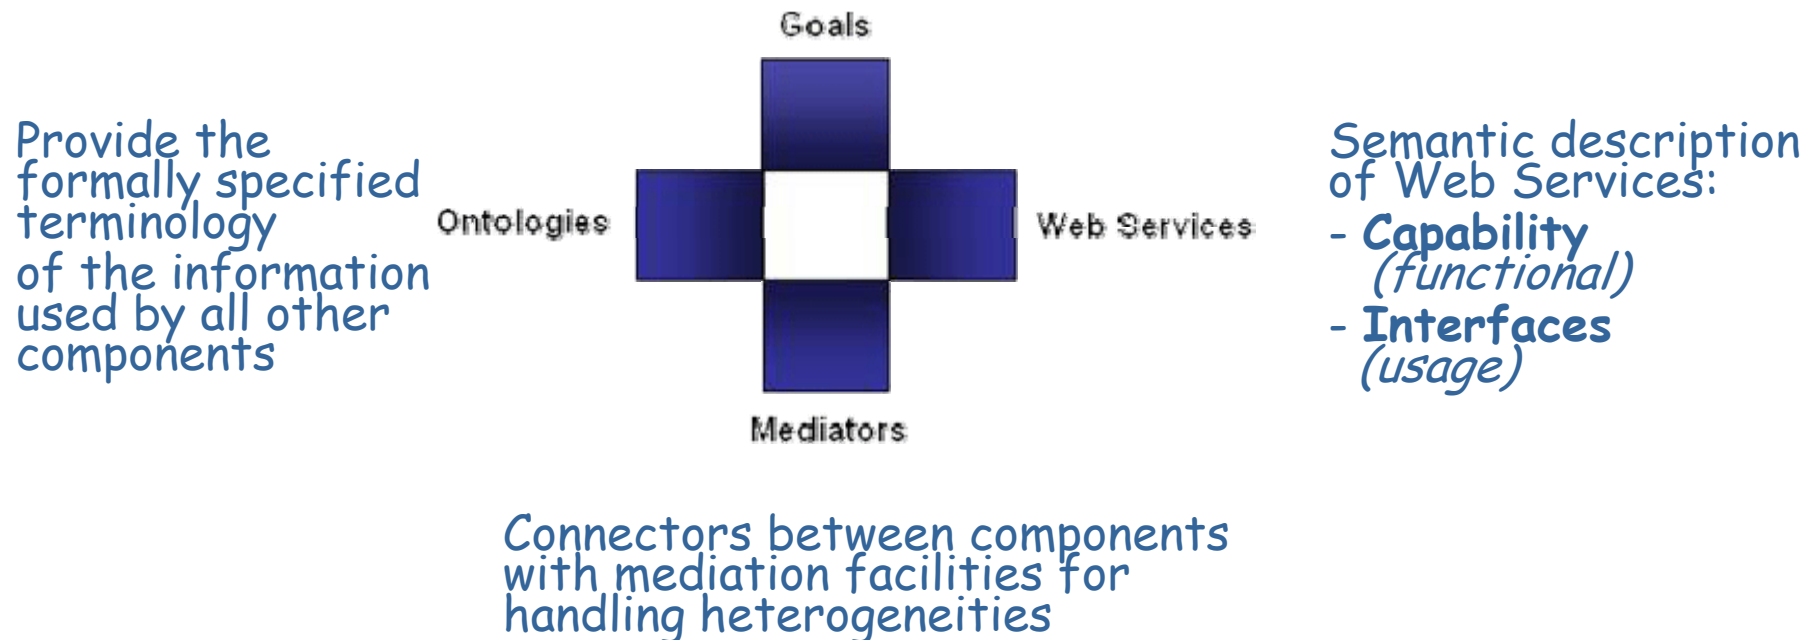 Goals
Provide the
formally specified
terminology
of the information
used by all other
components
Ontologies
Web Services
Semantic description
of Web Services:
- Capability
(functional)
- Interfaces
(usage)
Mediators
Connectors between components
with mediation facilities for
handling heterogeneities